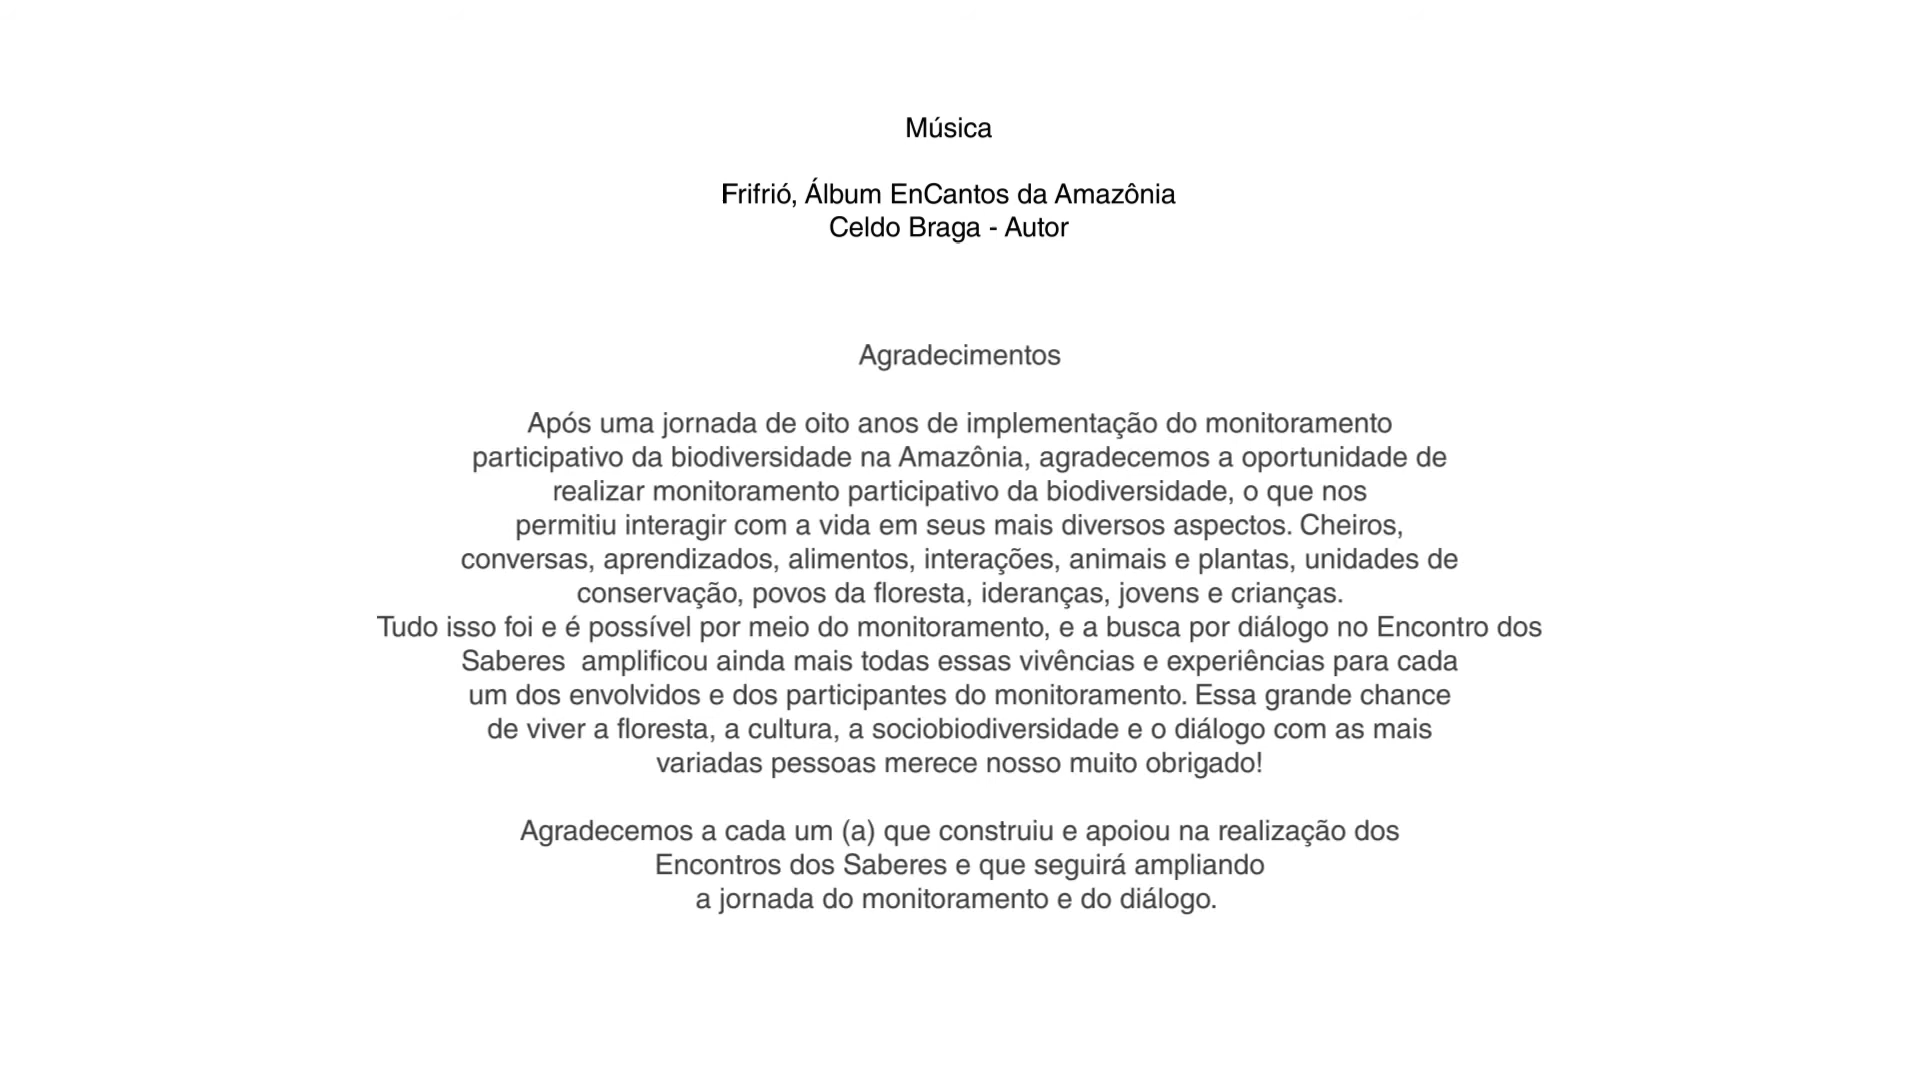 Música
Frifrió, Álbum EnCantos da Amazônia
Celdo Braga - Autor
Agradecimentos
Após uma jornada de oito anos de implementação do monitoramento
participativo da biodiversidade na Amazônia, agradecemos a oportunidade de
realizar monitoramento participativo da biodiversidade, o que nos
permitiu interagir com a vida em seus mais diversos aspectos. Cheiros,
conversas, aprendizados, alimentos, interações, animais e plantas, unidades de
conservação, povos da floresta, ideranças, jovens e crianças.
Tudo isso foi e é possível por meio do monitoramento, e a busca por diálogo no Encontro dos
Saberes  amplificou ainda mais todas essas vivências e experiências para cada
um dos envolvidos e dos participantes do monitoramento. Essa grande chance
de viver a floresta, a cultura, a sociobiodiversidade e o diálogo com as mais
variadas pessoas merece nosso muito obrigado!
Agradecemos a cada um (a) que construiu e apoiou na realização dos
Encontros dos Saberes e que seguirá ampliando
a jornada do monitoramento e do diálogo.